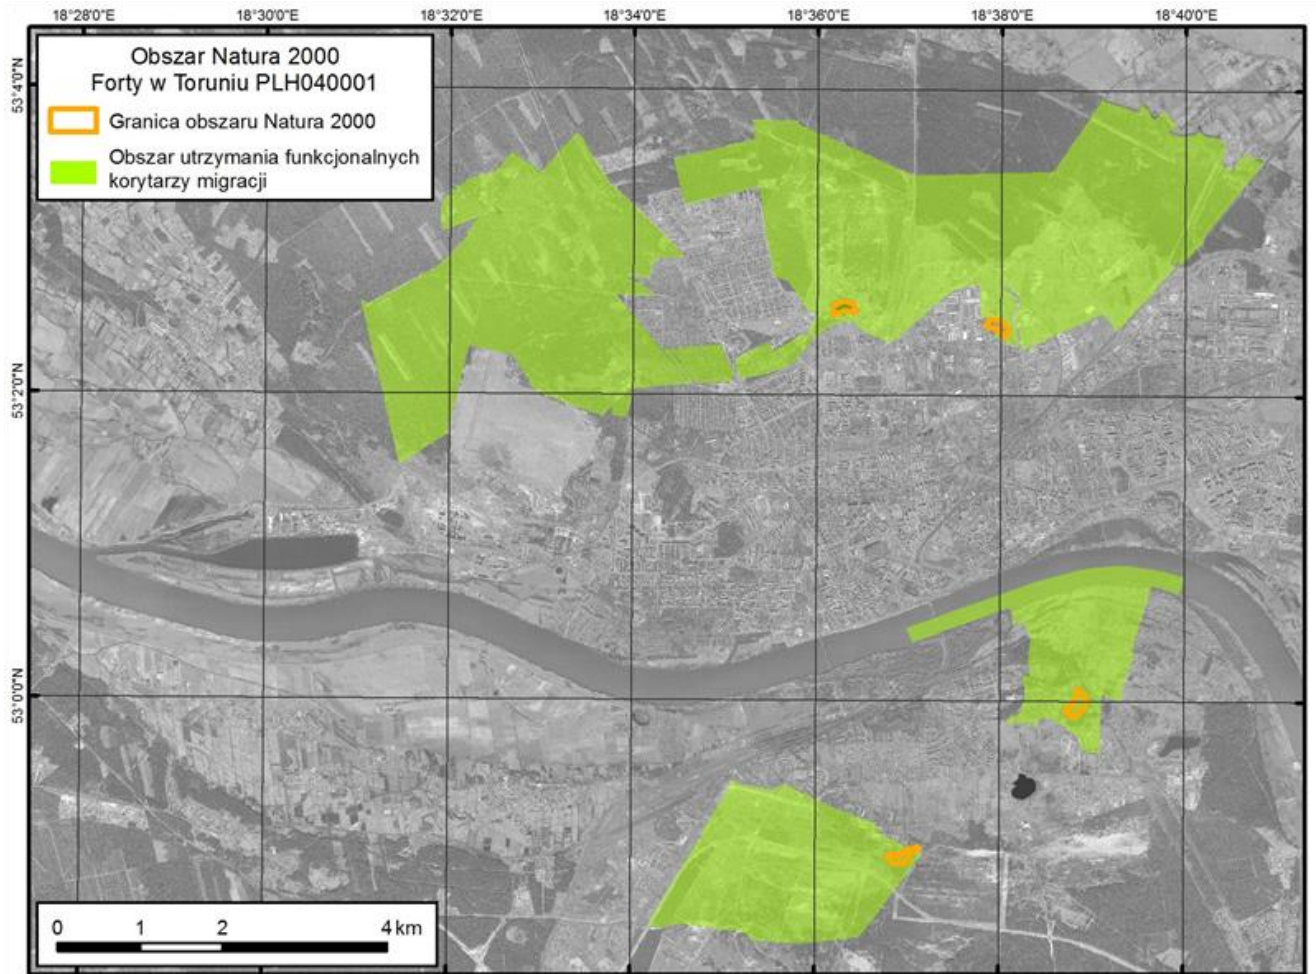 18°28'0"E 18°30'0"E 18°32'0"E 18°34'0"E 18°36'0"E 18°38'0"E 18°40'0"E
Obszar Natura 2000
Forty w Toruniu PLH040001
Granica obszaru Natura 2000
Obszar utrzymania funkcjonalnych
korytarzy migracji
53°4'0"N
53°2'0"N
53°0'0"N
0 1 2 4 km